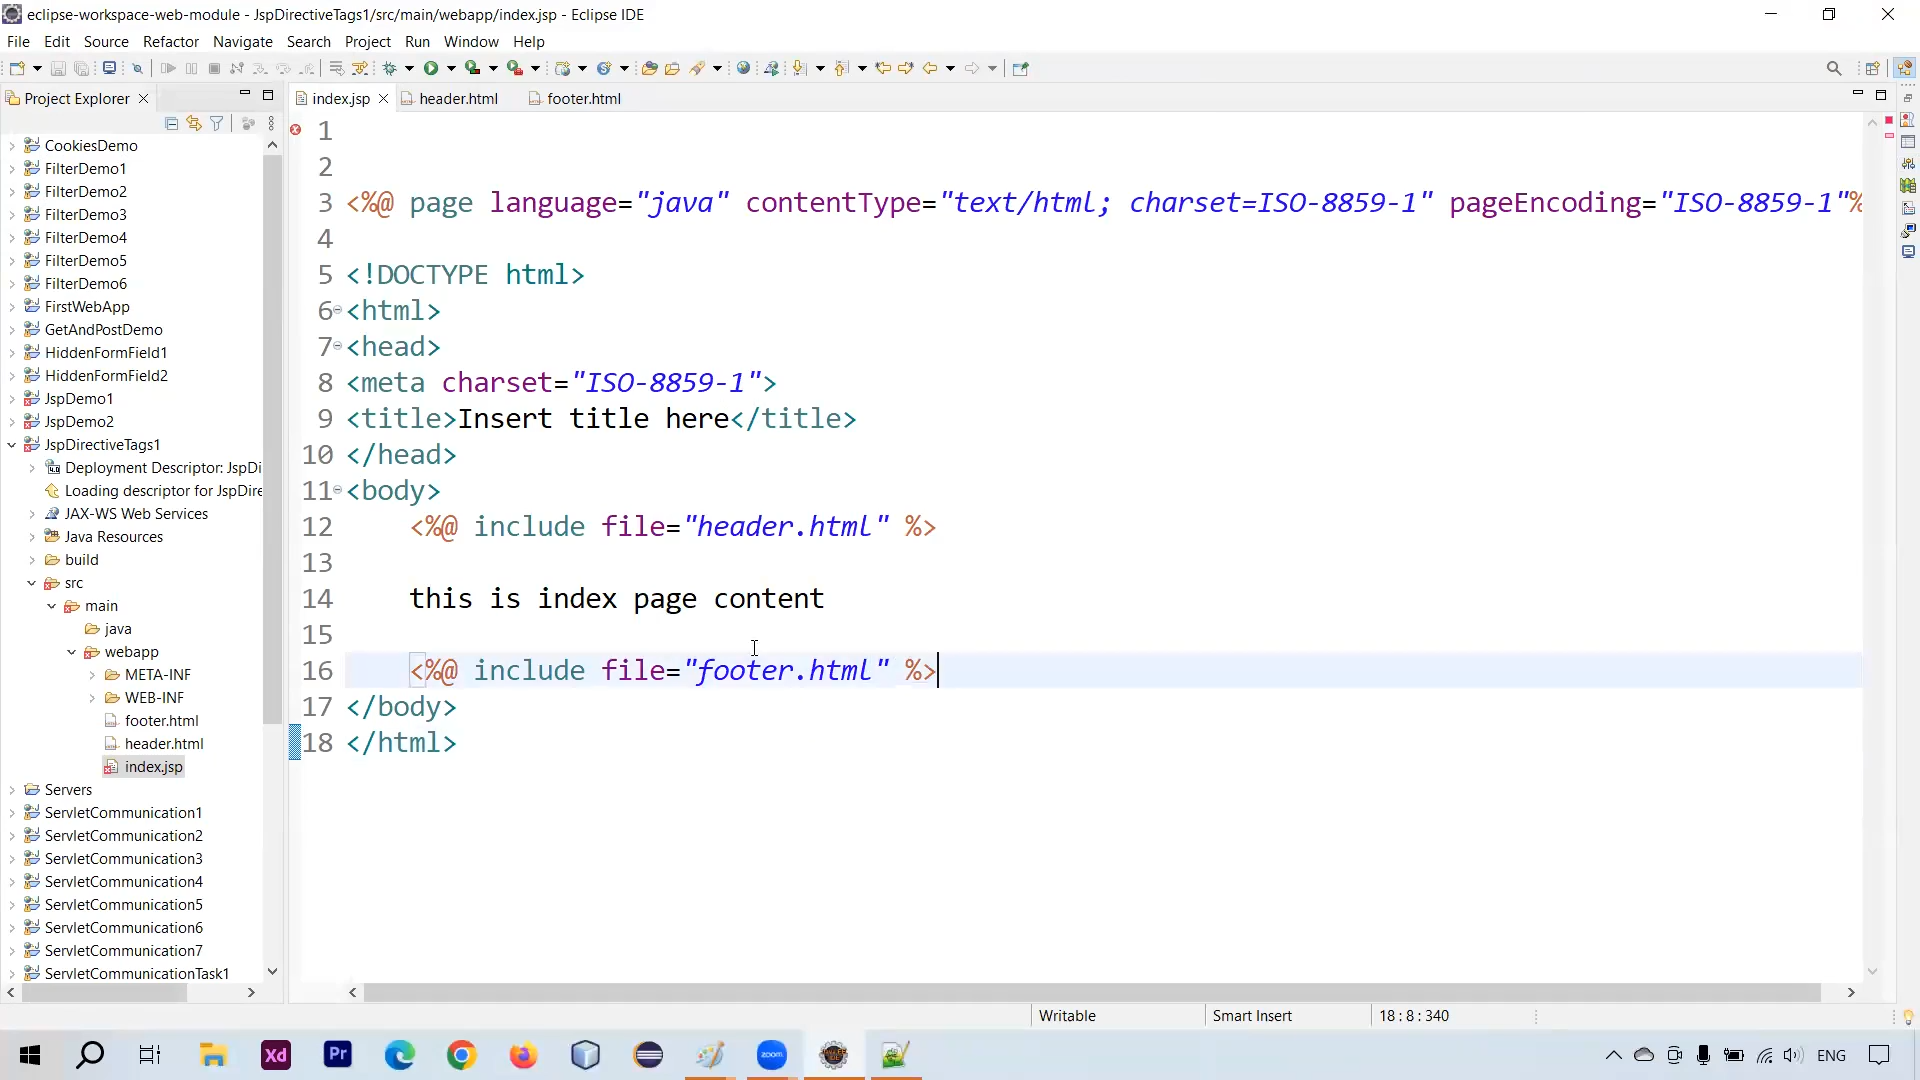 eclipse-workspace-web-module - JspDirectiveTags1/src/main/webapp/index.jsp - Eclipse IDE
File Edit Source Refactor Navigate Search Project Run Window Help
Project Explorer
index.jsp
header.html
footer.html
CookiesDemo
FilterDemo1
FilterDemo2
FilterDemo3
FilterDemo4
FilterDemo5
FilterDemo6
FirstWebApp
GetAndPostDemo
HiddenFormField1
HiddenFormField2
JspDemo1
JspDemo2
JspDirectiveTags1
Deployment Descriptor: JspDi
Loading descriptor for JspDire
JAX-WS Web Services
Java Resources
build
src
main
java
webapp
META-INF
WEB-INF
footer.html
header.html
index.jsp
Servers
ServletCommunication1
ServletCommunication2
ServletCommunication3
ServletCommunication4
ServletCommunication5
ServletCommunication6
ServletCommunication7
ServletCommunicationTask1
1
2
3 <%@ page language="java" contentType="text/html; charset=ISO-8859-1" pageEncoding="ISO-8859-1"%
4
5 <!DOCTYPE html>
6 <html>
7 <head>
8 <meta charset="ISO-8859-1">
9 <title>Insert title here</title>
10 </head>
11 <body>
12 <%@ include file="header.html" %>
13
14 this is index page content
15
16 <%@ include file="footer.html" %>
17 </body>
18 </html>
Writable
Smart Insert
18 : 8 : 340
Xd
Pr
zoom
ENG